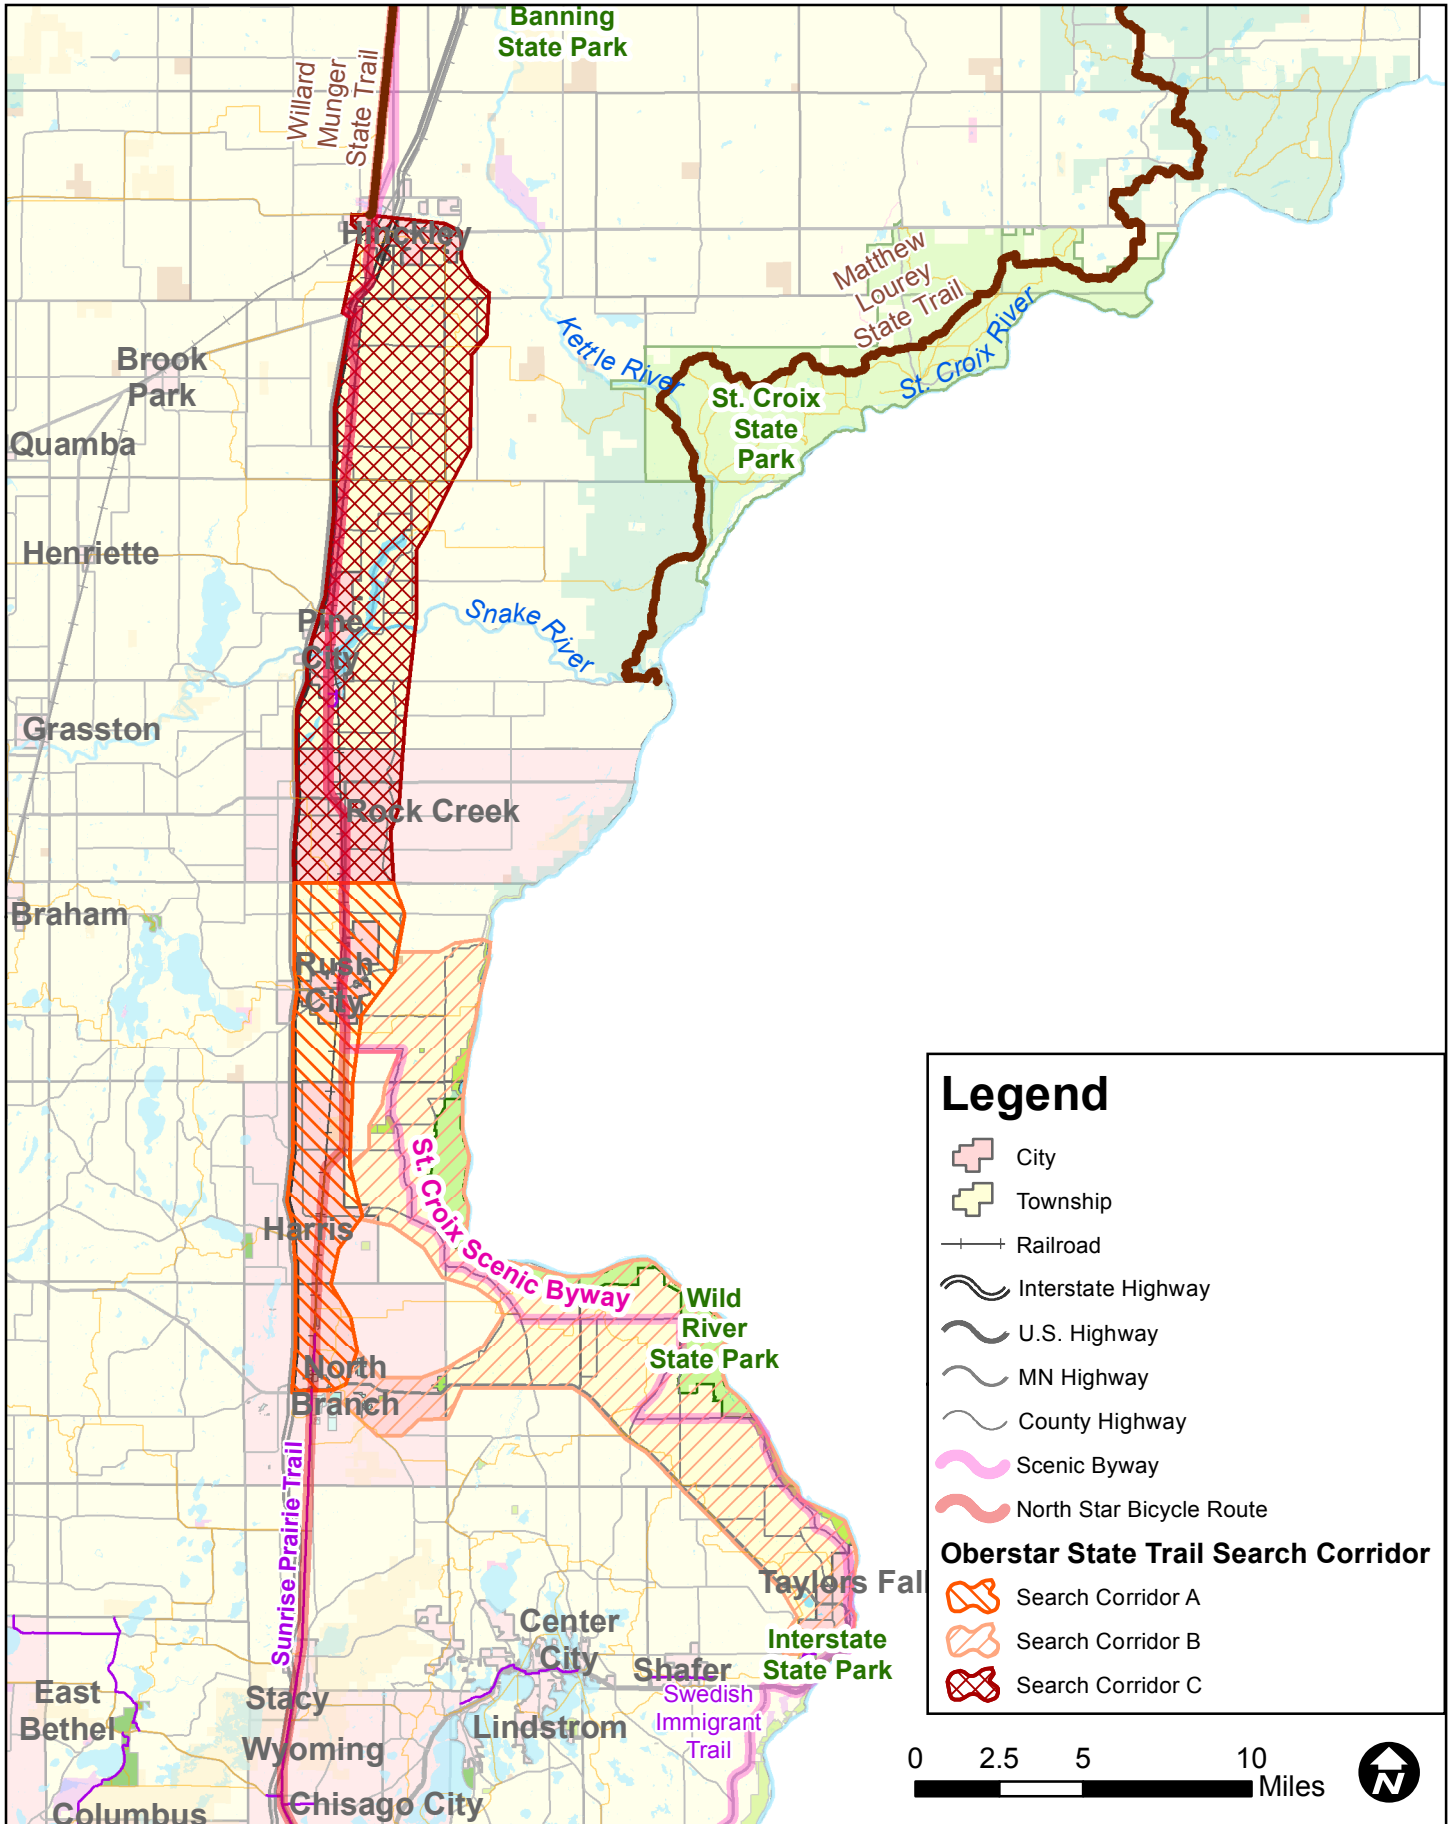 Banning
State Park
Willard
Munger
State Trail
Hinckley
Matthew
Lourey
State Trail
St. Croix River
Kettle River
Brook
Park
St. Croix
State
Park
Quamba
Henriette
Snake River
Pine
City
Grasston
Rock Creek
Braham
Rush
City
St. Croix Scenic Byway
Harris
Wild
River
State Park
North
Branch
Sunrise Prairie Trail
Taylors Fall
Center
City
Interstate
State Park
Shafer
East
Bethel
Stacy
Swedish
Immigrant
Trail
Lindstrom
Wyoming
Chisago City
Columbus
Legend
City
Township
Railroad
Interstate Highway
U.S. Highway
MN Highway
County Highway
Scenic Byway
North Star Bicycle Route
Oberstar State Trail Search Corridor
Search Corridor A
Search Corridor B
Search Corridor C
0 2.5 5 10
Miles
N